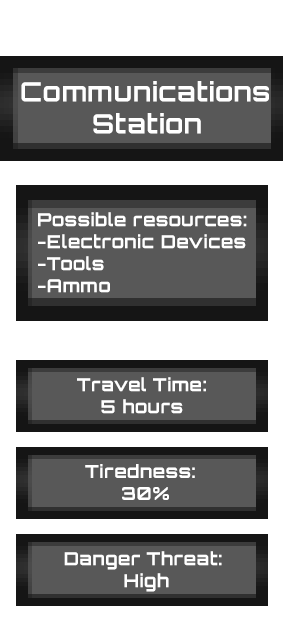 Communications
Station
Possible resources:
-Electronic Devices
-Tools
-Ammo
Travel Time:
5 hours
Tiredness:
30%
Danger Threat:
High